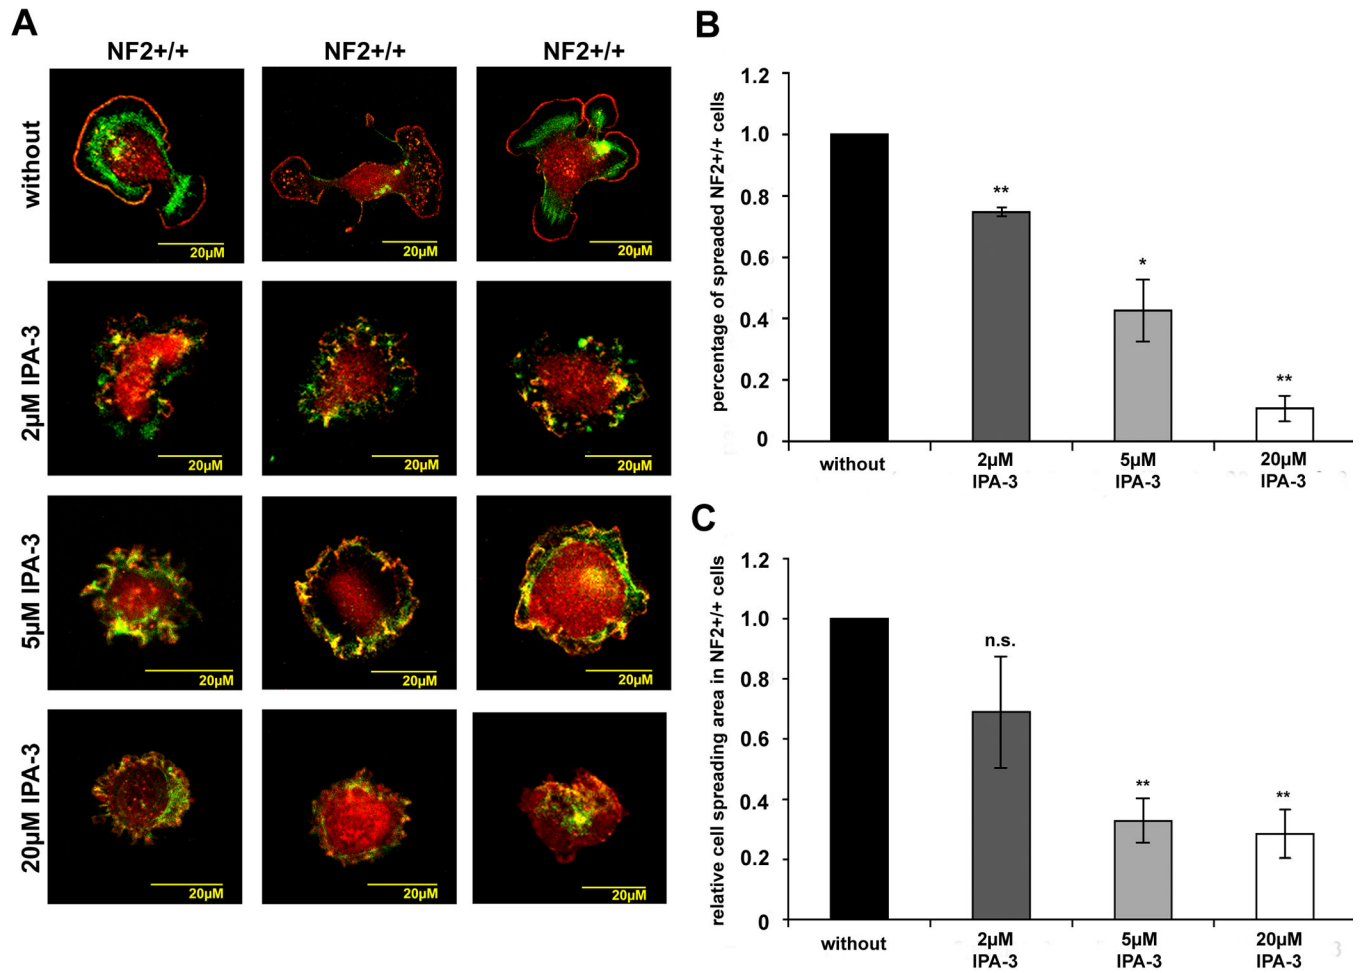 A
NF2+/+ NF2+/+ NF2+/+
without
20µM 20µM 20µM
2µM IPA-3
20µM 20µM 20µM
5µM IPA-3
20µM 20µM 20µM
20µM IPA-3
20µM 20µM 20µM
B
percentage of spreaded NF2+/+ cells
1.2
1.0
0.8
0.6
0.4
0.2
0
**
*
**
without 2µM 5µM 20µM
IPA-3 IPA-3 IPA-3
C
relative cell spreading area in NF2+/+ cells
1.2
1.0
0.8
0.6
0.4
0.2
0
n.s.
**
**
without 2µM 5µM 20µM
IPA-3 IPA-3 IPA-3